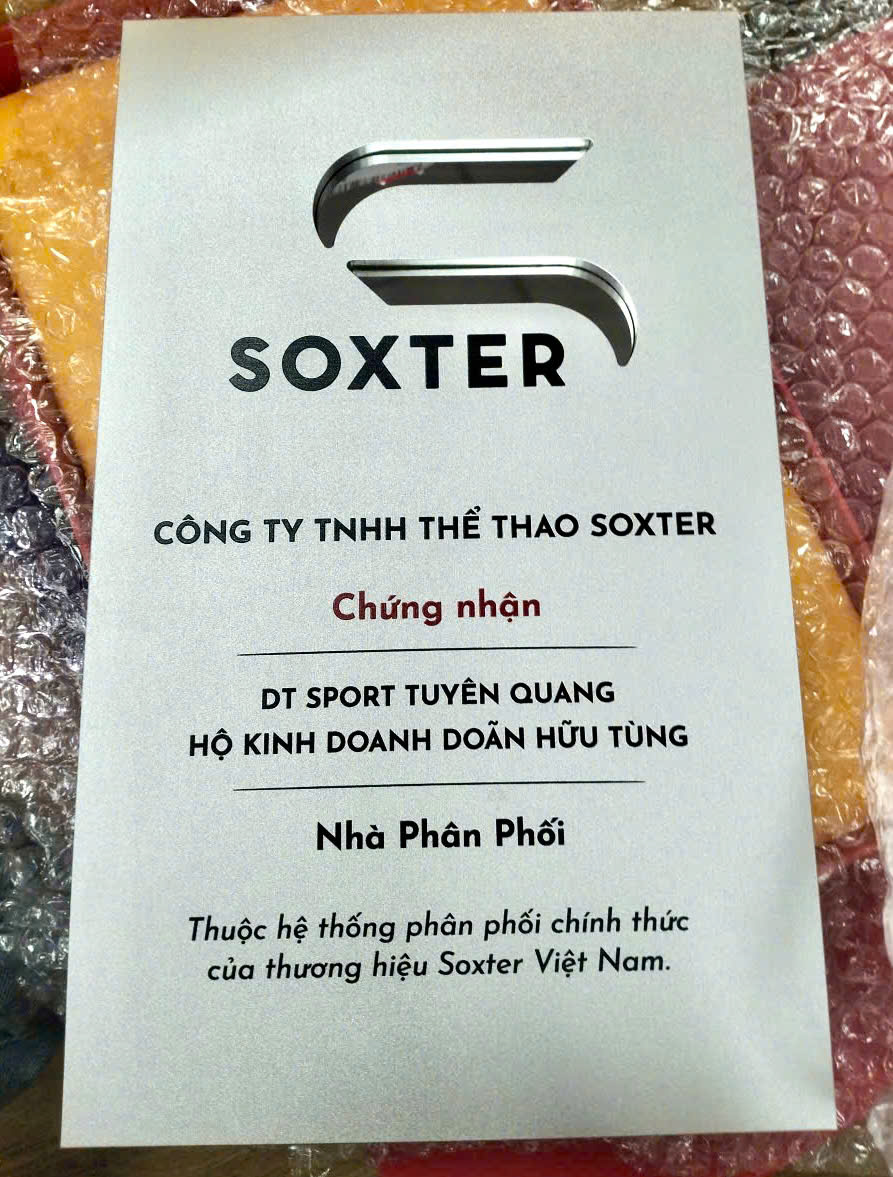 SOXTER
CÔNG TY TNHH THỂ THAO SOXTER
Chứng nhận
DT SPORT TUYÊN QUANG
HỘ KINH DOANH DOÃN HỮU TÙNG
Nhà Phân Phối
Thuộc hệ thống phân phối chính thức
của thương hiệu Soxter Việt Nam.